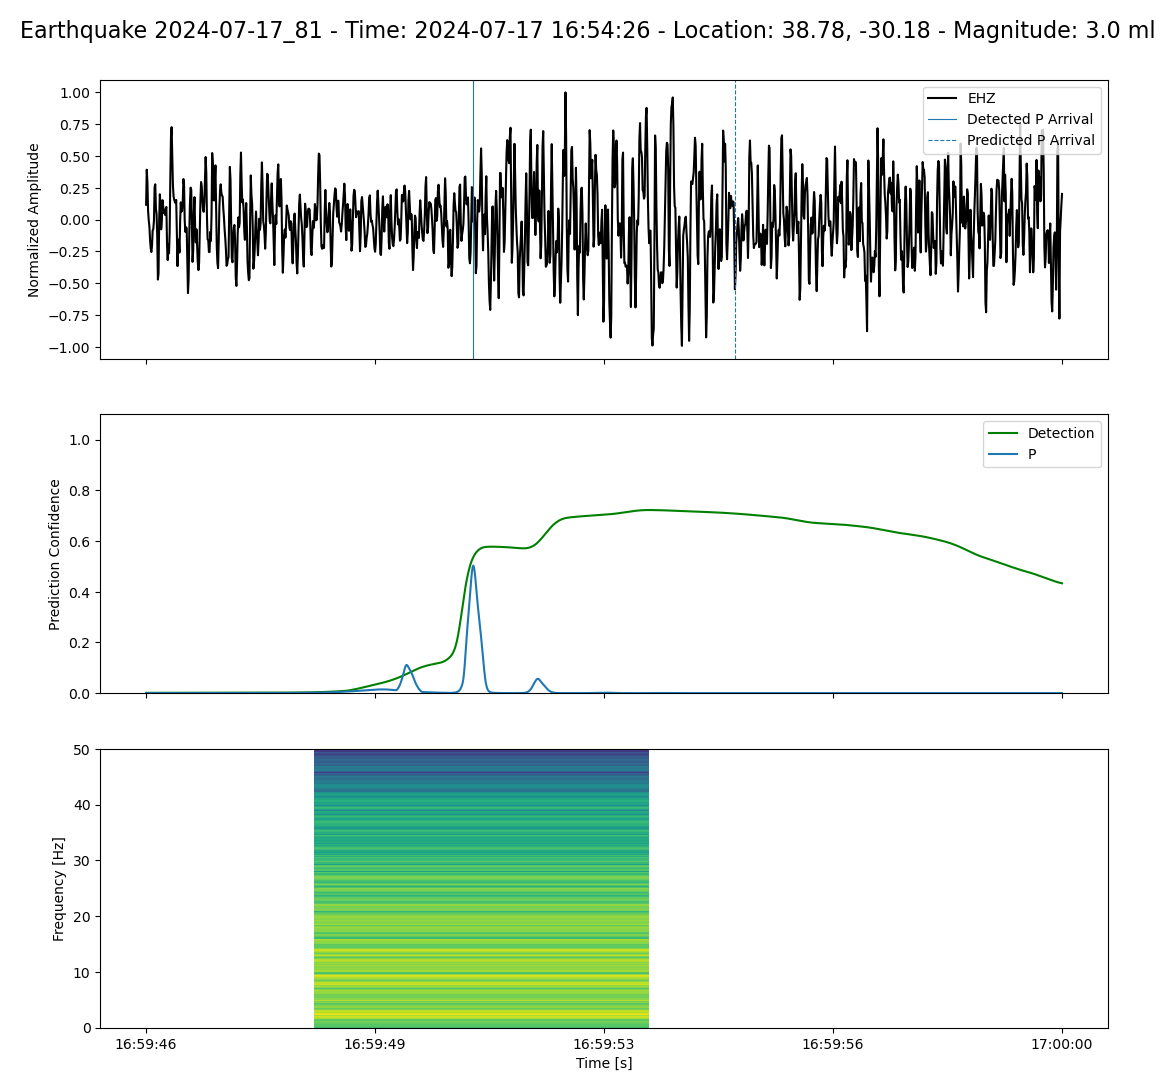 Earthquake 2024-07-17_81 - Time: 2024-07-17 16:54:26 - Location: 38.78, -30.18 - Magnitude: 3.0 ml
1.00
0.75
0.50
0.25
0.00
−0.25
−0.50
−0.75
−1.00
Normalized Amplitude
EHZ
Detected P Arrival
Predicted P Arrival
1.0
0.8
0.6
0.4
0.2
0.0
Prediction Confidence
Detection
P
50
40
30
20
10
0
Frequency [Hz]
16:59:46
16:59:49
16:59:53
16:59:56
17:00:00
Time [s]